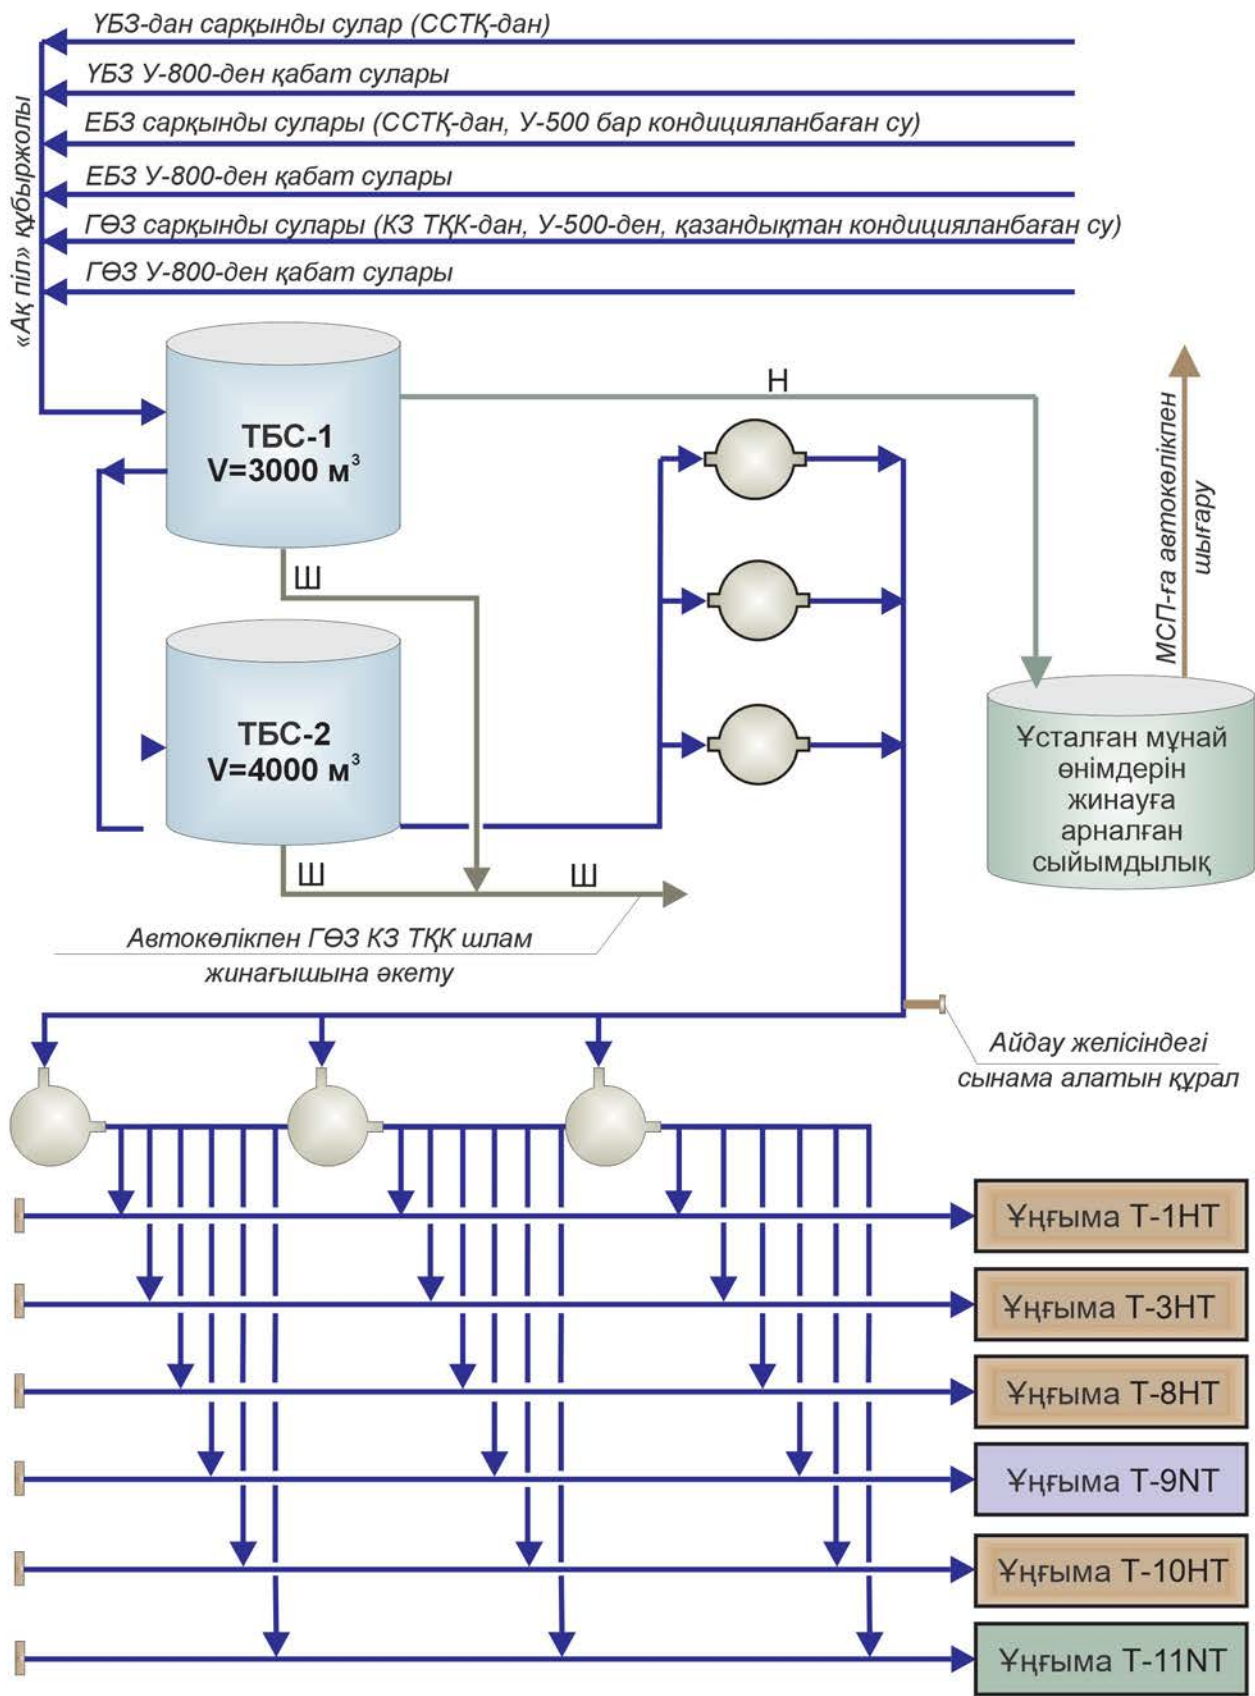 ҮБЗ-дан сарқынды сулар (ССТҚ-дан)
ҮБЗ У-800-ден қабат сулары
ЕБЗ сарқынды сулары (ССТҚ-дан, У-500 бар кондицияланбаған су)
ЕБЗ У-800-ден қабат сулары
ГӨЗ сарқынды сулары (КЗ ТҚК-дан, У-500-ден, қазандықтан кондицияланбаған су)
ГӨЗ У-800-ден қабат сулары
«Ақ піл» құбыржолы
ТБС-1
V=3000 м³
Н
МСП-ға автокөлікпен
шығару
Ш
ТБС-2
V=4000 м³
Ұсталған мұнай
өнімдерін
жинауға
арналған
сыйымдылық
Ш
Ш
Автокөлікпен ГӨЗ КЗ ТҚК шлам
жинағышына әкету
Айдау желісіндегі
сынама алатын құрал
Ұңғыма Т-1НТ
Ұңғыма Т-3НТ
Ұңғыма Т-8НТ
Ұңғыма Т-9NТ
Ұңғыма Т-10НТ
Ұңғыма Т-11NТ